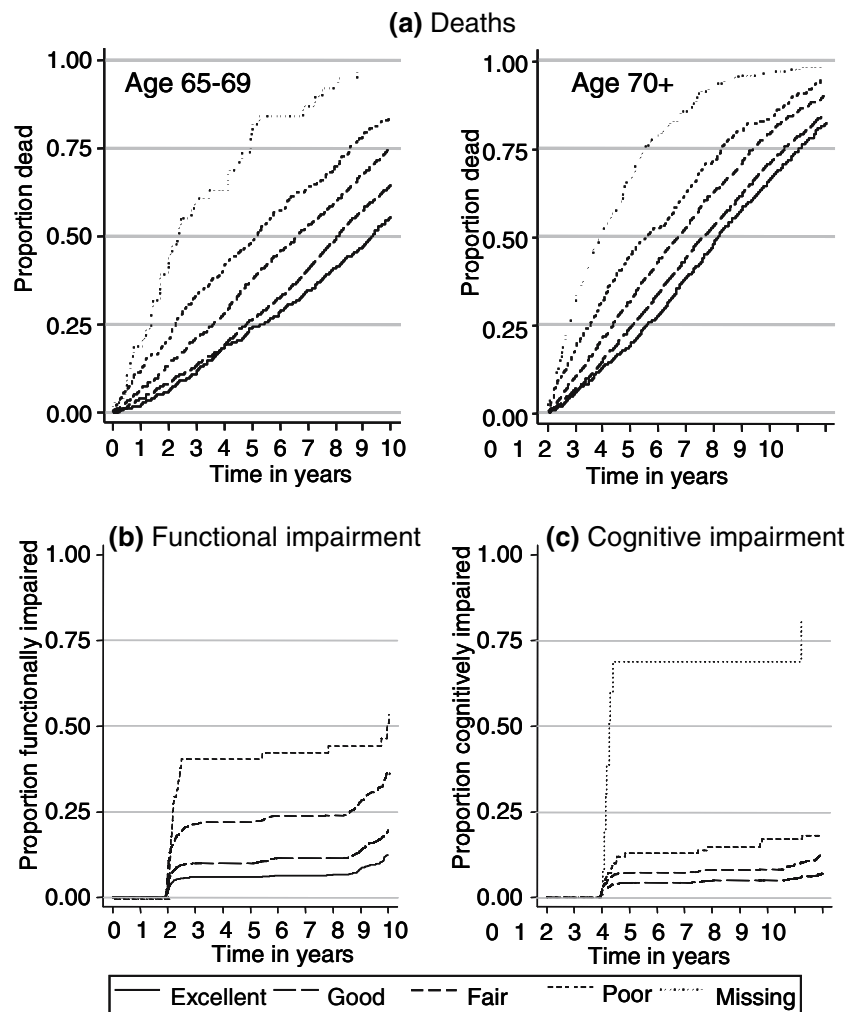 (a) Deaths
1.00
Age 65-69
0.75
0.50
0.25
0.00
Proportion dead
0 1 2 3 4 5 6 7 8 9 10
Time in years
1.00
Age 70+
0.75
0.50
0.25
0.00
Proportion dead
0 1 2 3 4 5 6 7 8 9 10
Time in years
(b) Functional impairment
1.00
0.75
0.50
0.25
0.00
Proportion functionally impaired
0 1 2 3 4 5 6 7 8 9 10
Time in years
(c) Cognitive impairment
1.00
0.75
0.50
0.25
0.00
Proportion cognitively impaired
0 1 2 3 4 5 6 7 8 9 10
Time in years
Excellent Good Fair Poor Missing